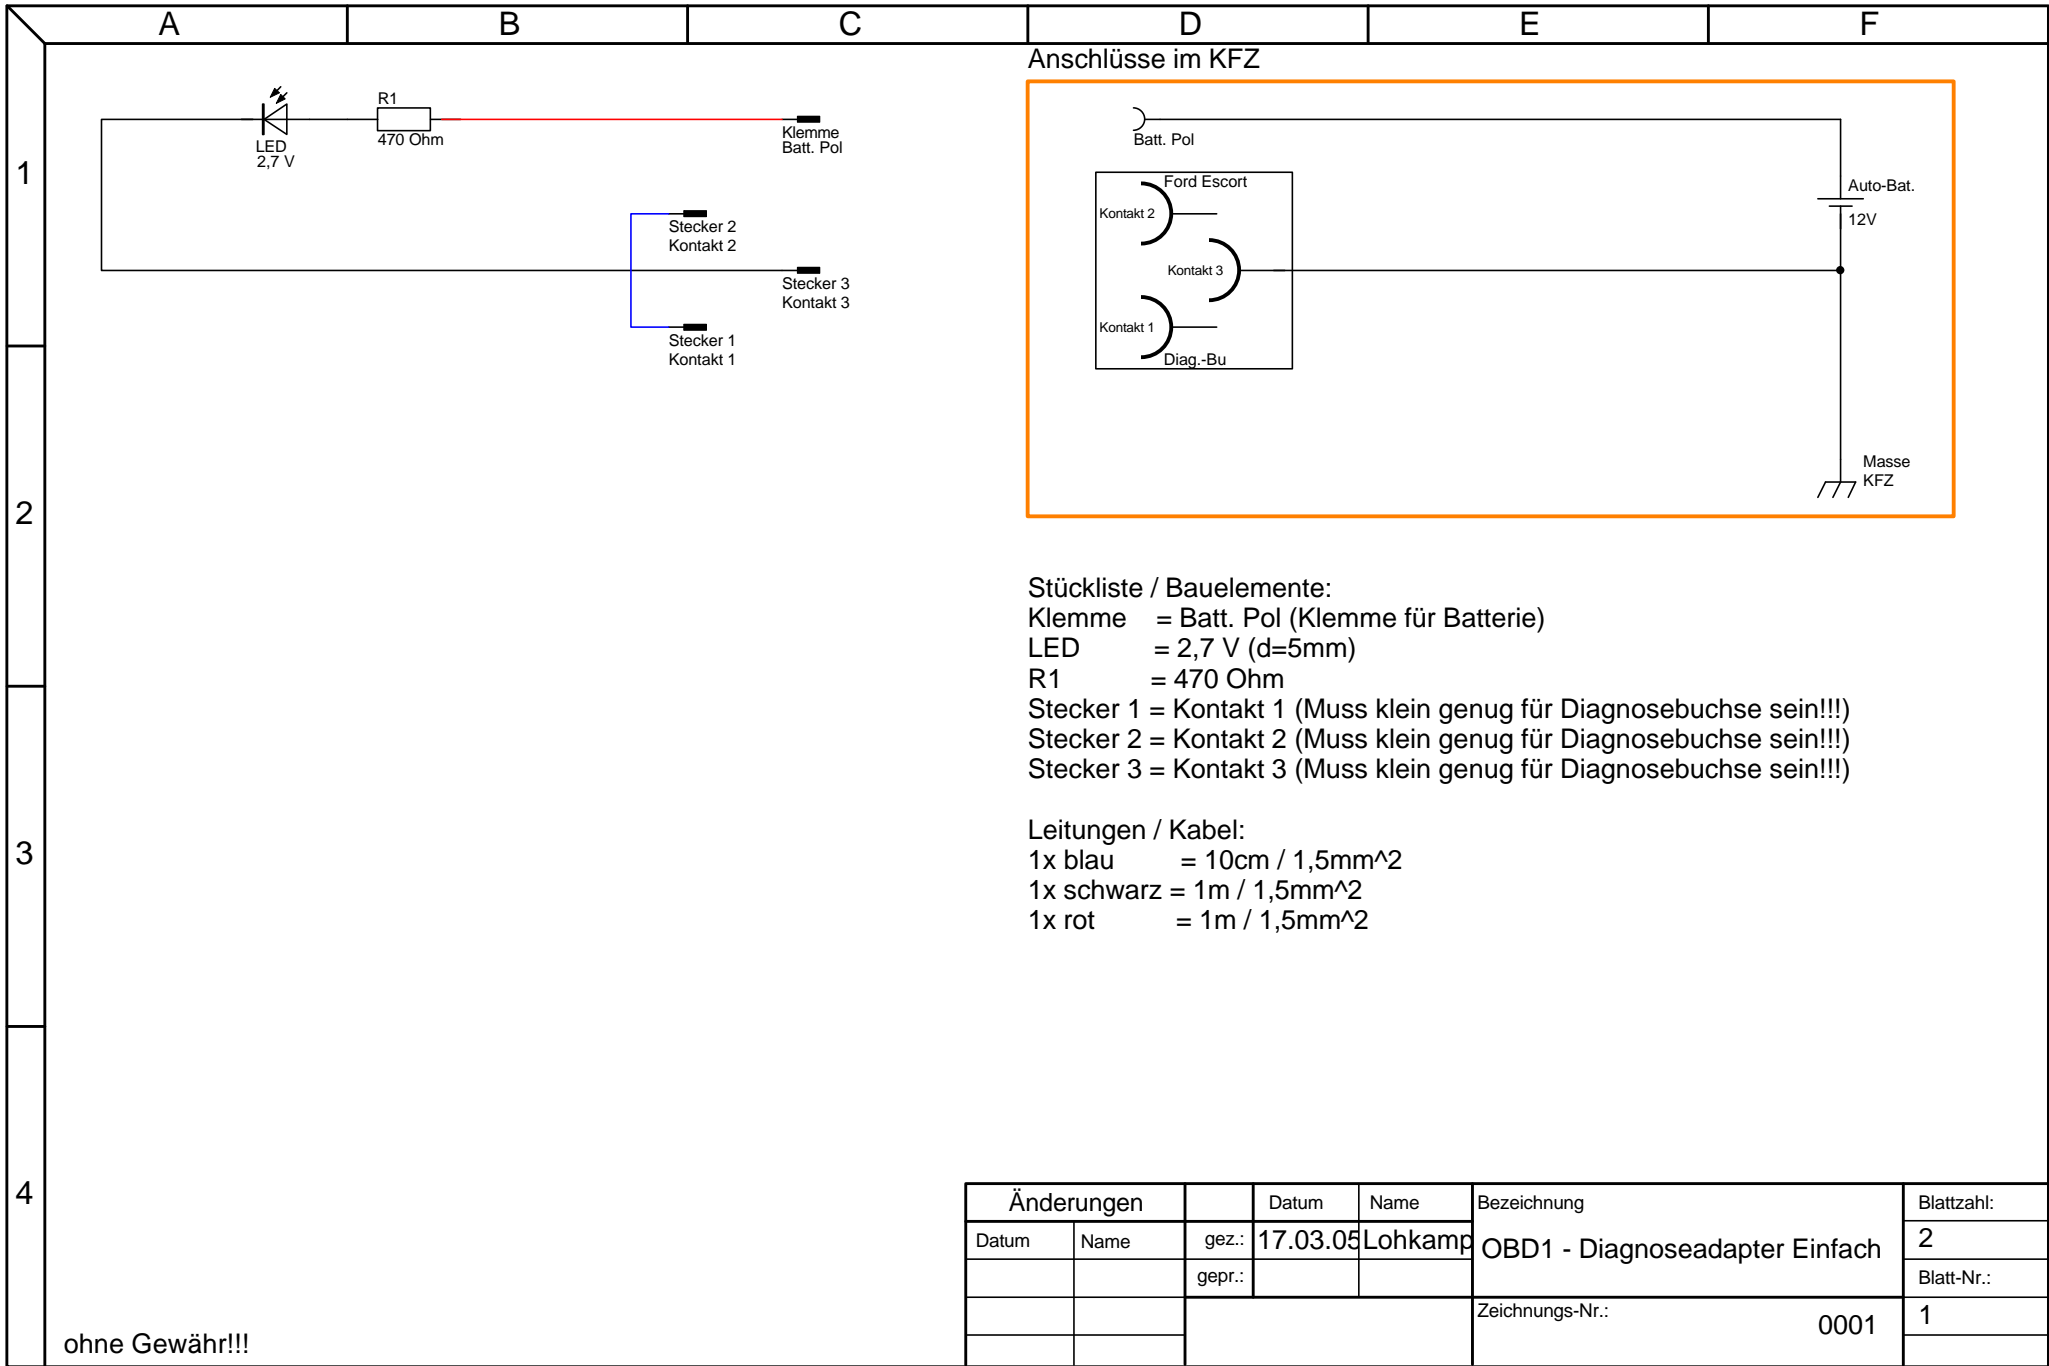 A B C D E F
1
2
3
4
LED
2,7 V
R1
470 Ohm
Klemme
Batt. Pol
Stecker 2
Kontakt 2
Stecker 3
Kontakt 3
Stecker 1
Kontakt 1
Anschlüsse im KFZ
Batt. Pol
Ford Escort
Kontakt 2
Kontakt 3
Kontakt 1
Diag.-Bu
Auto-Bat.
12V
Masse
KFZ
Stückliste / Bauelemente:
Klemme = Batt. Pol (Klemme für Batterie)
LED = 2,7 V (d=5mm)
R1 = 470 Ohm
Stecker 1 = Kontakt 1 (Muss klein genug für Diagnosebuchse sein!!!)
Stecker 2 = Kontakt 2 (Muss klein genug für Diagnosebuchse sein!!!)
Stecker 3 = Kontakt 3 (Muss klein genug für Diagnosebuchse sein!!!)
Leitungen / Kabel:
1x blau = 10cm / 1,5mm^2
1x schwarz = 1m / 1,5mm^2
1x rot = 1m / 1,5mm^2
ohne Gewähr!!!
Änderungen Datum Name Bezeichnung Blattzahl:
Datum Name gez.: 17.03.05 Lohkamp OBD1 - Diagnoseadapter Einfach 2
gepr.: Blatt-Nr.:
Zeichnungs-Nr.: 0001 1